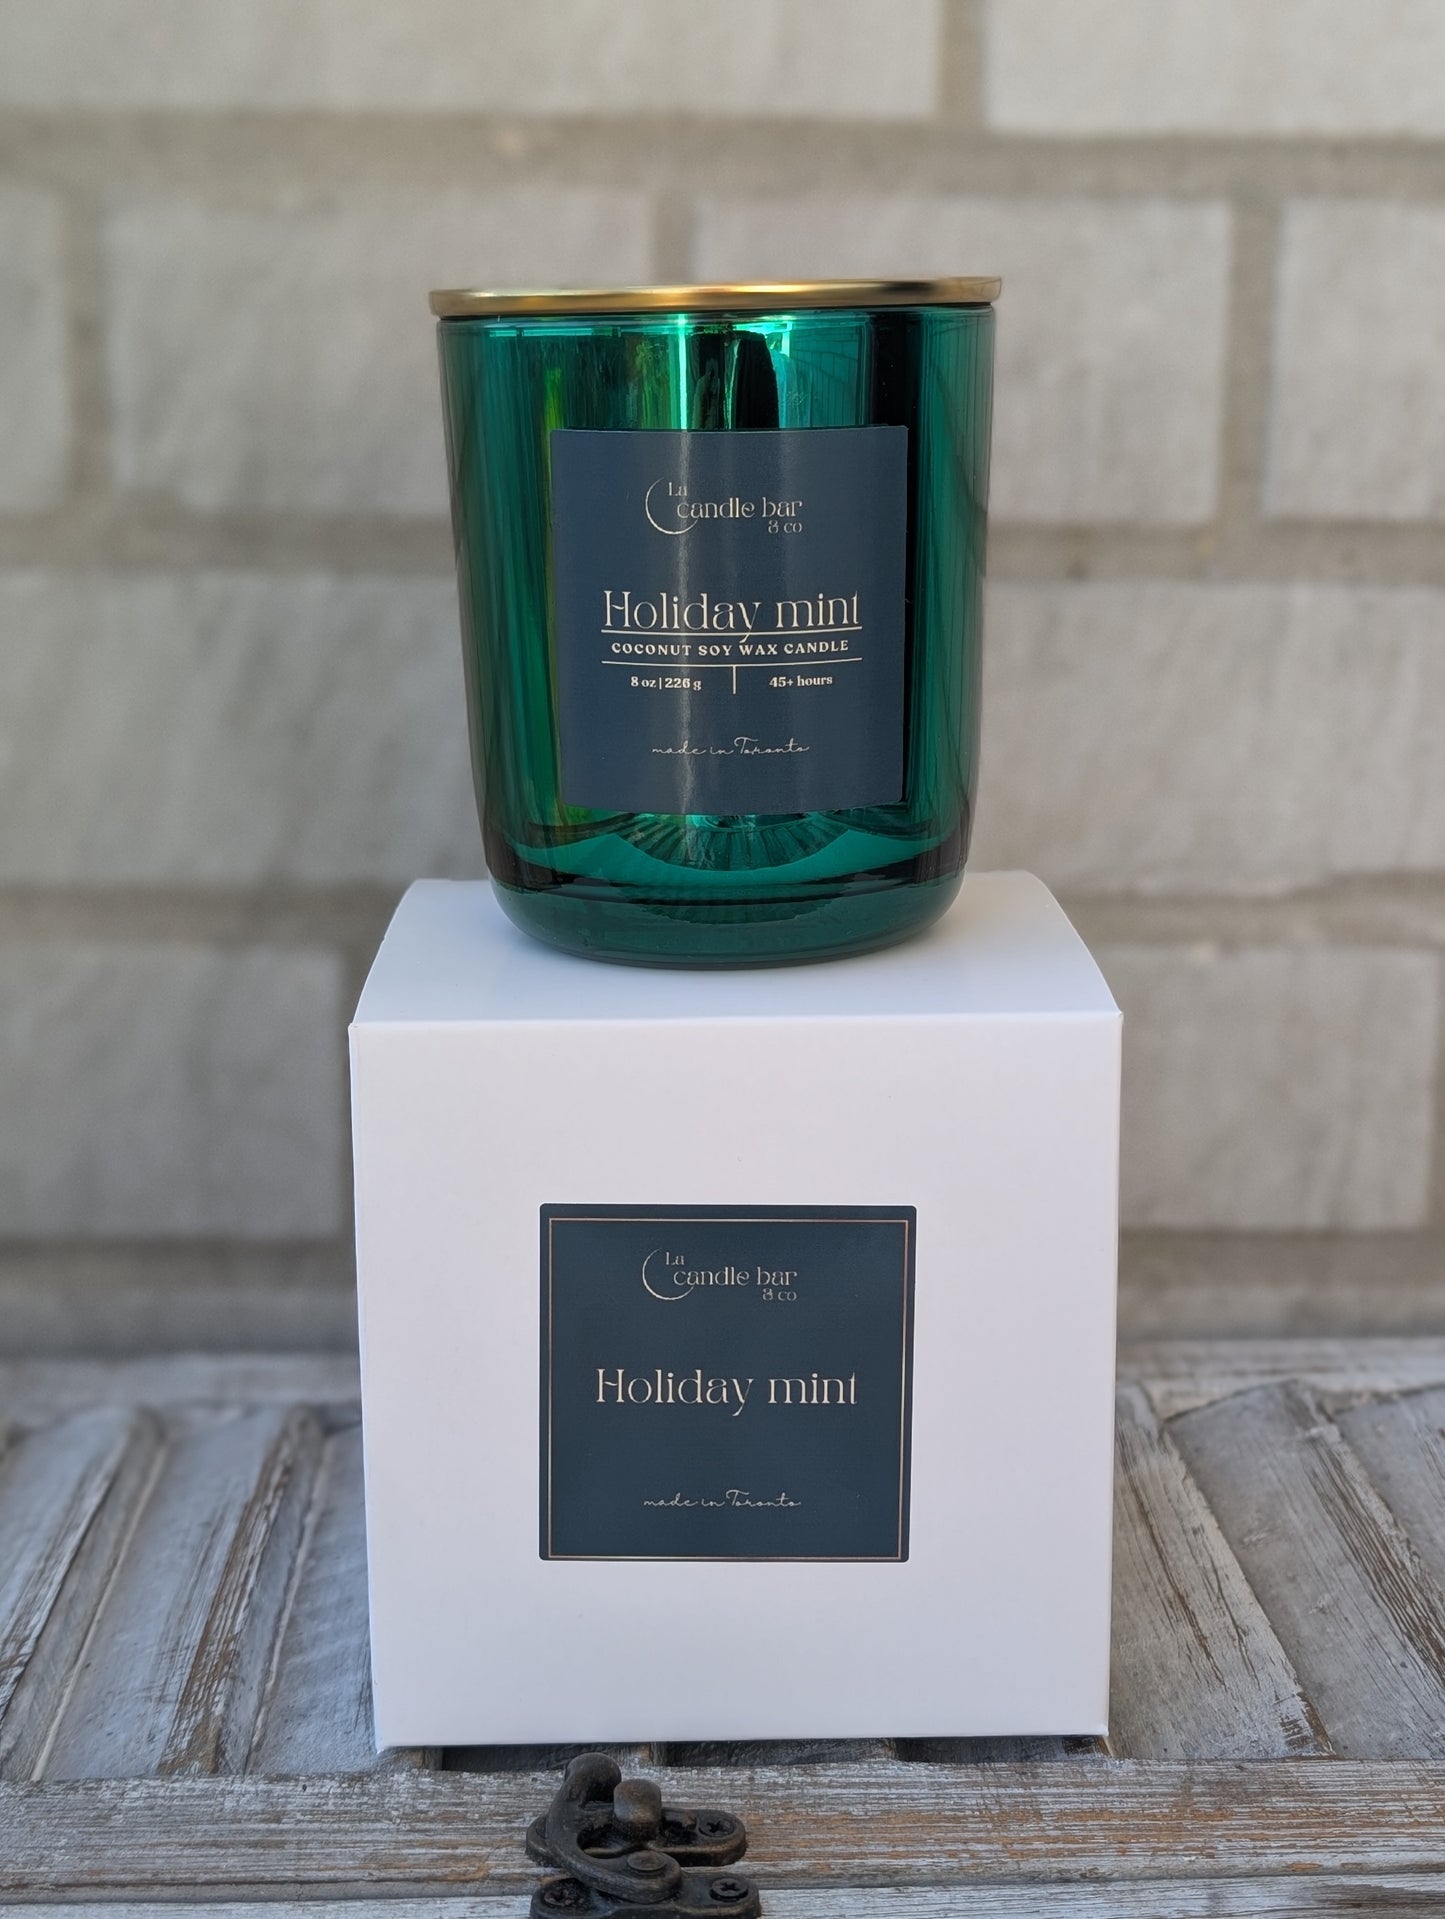 La
candle bar
& co
Holiday mint
COCONUT SOY WAX CANDLE
8 oz | 226 g 45+ hours
made in Toronto
La
candle bar
& co
Holiday mint
made in Toronto